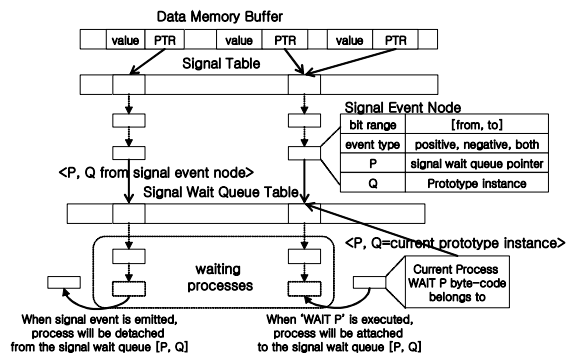 Data Memory Buffer
value PTR value PTR value PTR
Signal Table
Signal Event Node
bit range [from, to]
event type positive, negative, both
P signal wait queue pointer
Q Prototype instance
<P, Q from signal event node>
Signal Wait Queue Table
<P, Q=current prototype instance>
waiting
processes
Current Process
WAIT P byte-code
belongs to
When signal event is emitted,
process will be detached
from the signal wait queue [P, Q]
When 'WAIT P' is executed,
process will be attached
to the signal wait queue [P, Q]